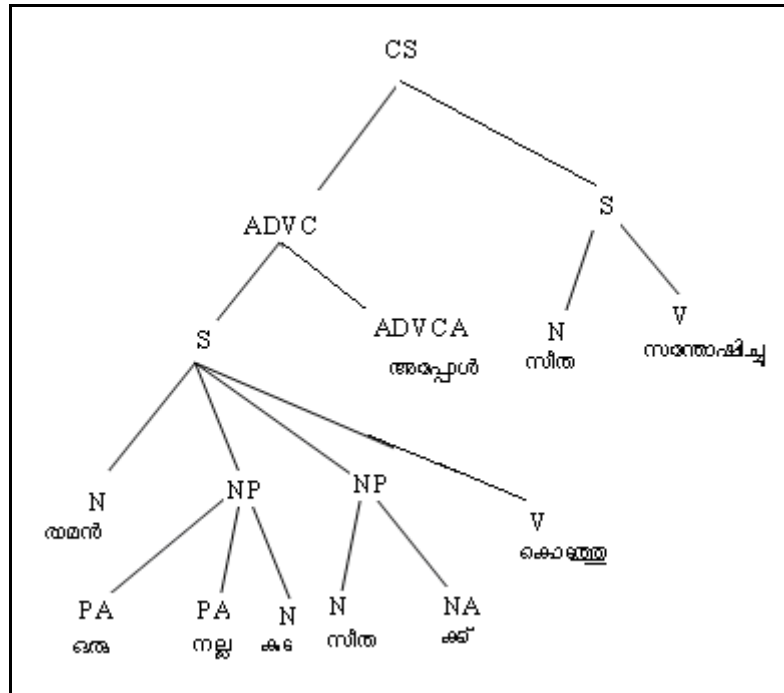 CS
ADVC
S
S
ADVCA
അപ്പോൾ
N
സീത
V
സന്തോഷിച്ചു
N
രാമൻ
NP
NP
V
PA
ഒരു
PA
നല്ല
N
N
സീത
NA
ക്ക്